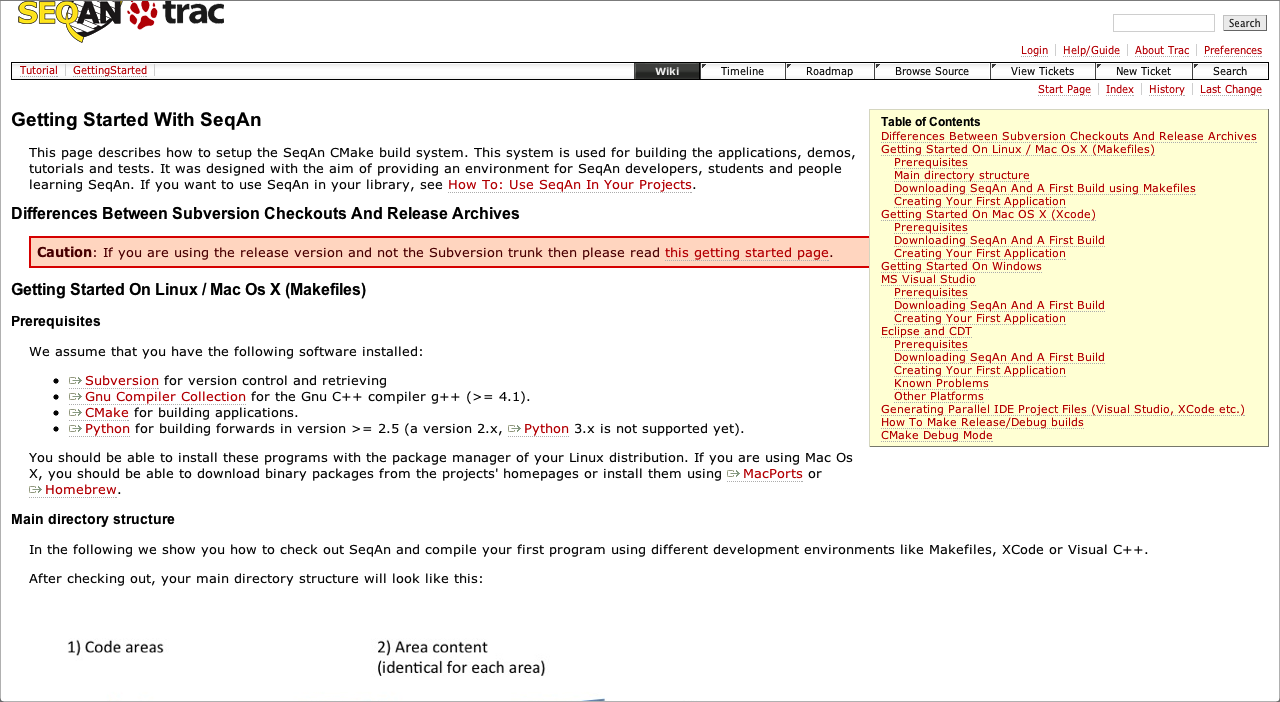 SEQAN trac
Search
Login Help/Guide About Trac Preferences
Tutorial GettingStarted Wiki Timeline Roadmap Browse Source View Tickets New Ticket Search
Start Page Index History Last Change
Getting Started With SeqAn
This page describes how to setup the SeqAn CMake build system. This system is used for building the applications, demos,
tutorials and tests. It was designed with the aim of providing an environment for SeqAn developers, students and people
learning SeqAn. If you want to use SeqAn in your library, see How To: Use SeqAn In Your Projects.
Differences Between Subversion Checkouts And Release Archives
Caution: If you are using the release version and not the Subversion trunk then please read this getting started page.
Getting Started On Linux / Mac Os X (Makefiles)
Prerequisites
We assume that you have the following software installed:
• Subversion for version control and retrieving
• Gnu Compiler Collection for the Gnu C++ compiler g++ (>= 4.1).
• CMake for building applications.
• Python for building forwards in version >= 2.5 (a version 2.x, Python 3.x is not supported yet).
You should be able to install these programs with the package manager of your Linux distribution. If you are using Mac Os
X, you should be able to download binary packages from the projects' homepages or install them using MacPorts or
Homebrew.
Table of Contents
Differences Between Subversion Checkouts And Release Archives
Getting Started On Linux / Mac Os X (Makefiles)
Prerequisites
Main directory structure
Downloading SeqAn And A First Build using Makefiles
Creating Your First Application
Getting Started On Mac OS X (Xcode)
Prerequisites
Downloading SeqAn And A First Build
Creating Your First Application
Getting Started On Windows
MS Visual Studio
Prerequisites
Downloading SeqAn And A First Build
Creating Your First Application
Eclipse and CDT
Prerequisites
Downloading SeqAn And A First Build
Creating Your First Application
Known Problems
Other Platforms
Generating Parallel IDE Project Files (Visual Studio, XCode etc.)
How To Make Release/Debug builds
CMake Debug Mode
Main directory structure
In the following we show you how to check out SeqAn and compile your first program using different development environments like Makefiles, XCode or Visual C++.
After checking out, your main directory structure will look like this:
1) Code areas
2) Area content
(identical for each area)